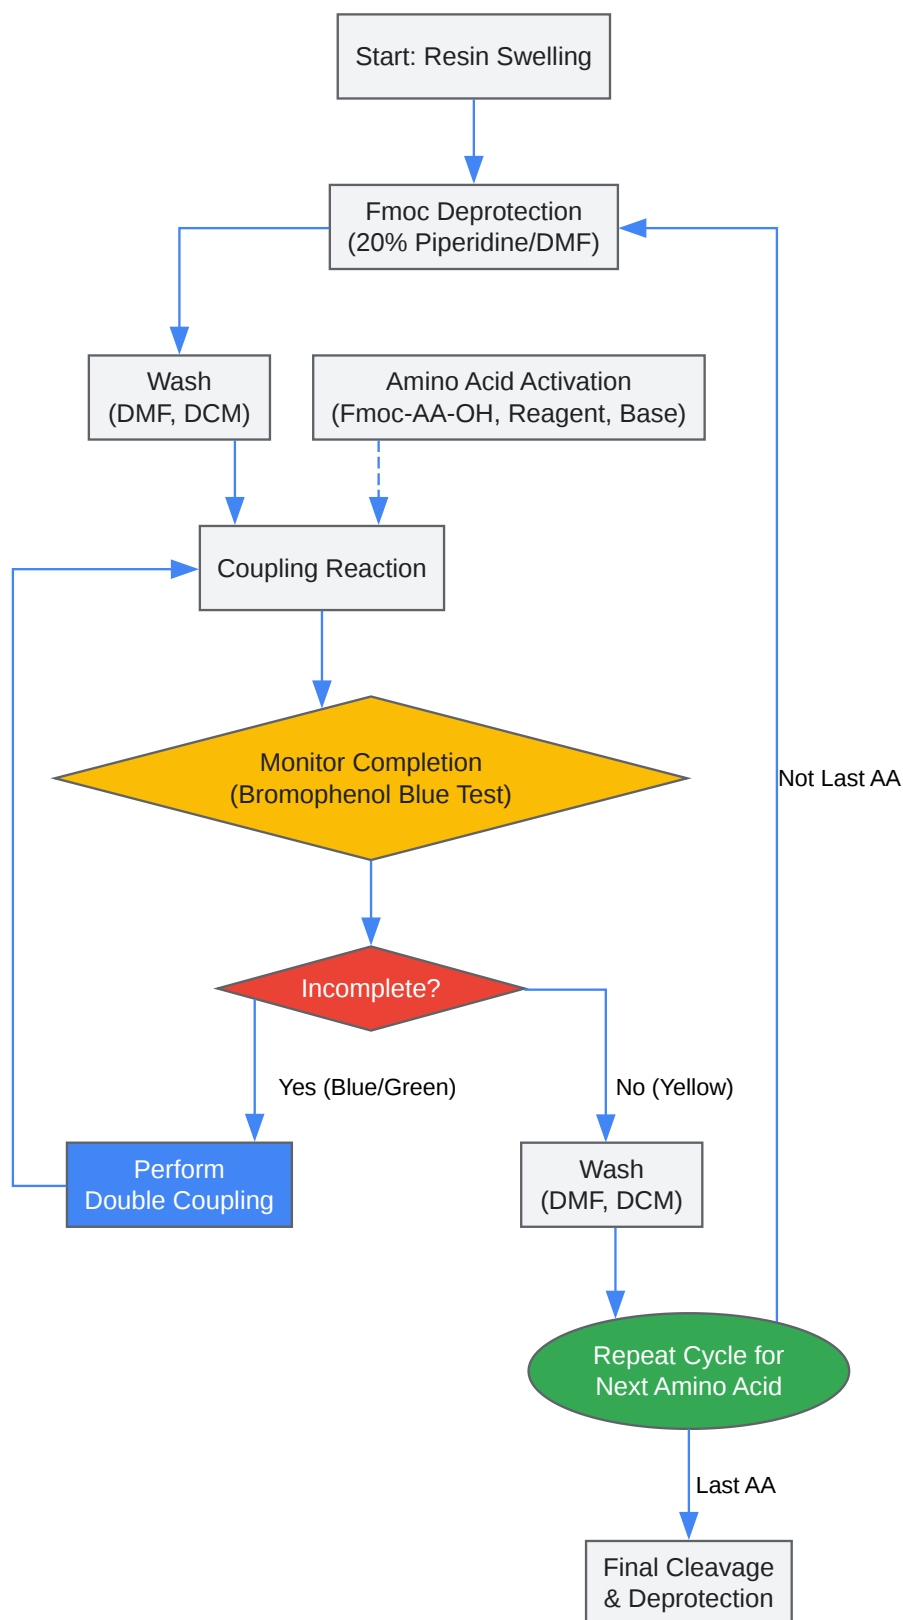 Start: Resin Swelling
Fmoc Deprotection
(20% Piperidine/DMF)
Wash
(DMF, DCM)
Amino Acid Activation
(Fmoc-AA-OH, Reagent, Base)
Coupling Reaction
Monitor Completion
(Bromophenol Blue Test)
Not Last AA
Incomplete?
Yes (Blue/Green)
No (Yellow)
Perform
Double Coupling
Wash
(DMF, DCM)
Repeat Cycle for
Next Amino Acid
Last AA
Final Cleavage
& Deprotection